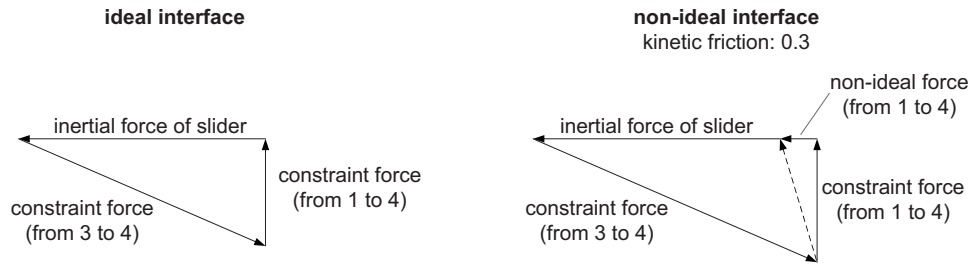 ideal interface
inertial force of slider
constraint force
(from 1 to 4)
constraint force
(from 3 to 4)
non-ideal interface
kinetic friction: 0.3
non-ideal force
(from 1 to 4)
inertial force of slider
constraint force
(from 1 to 4)
constraint force
(from 3 to 4)